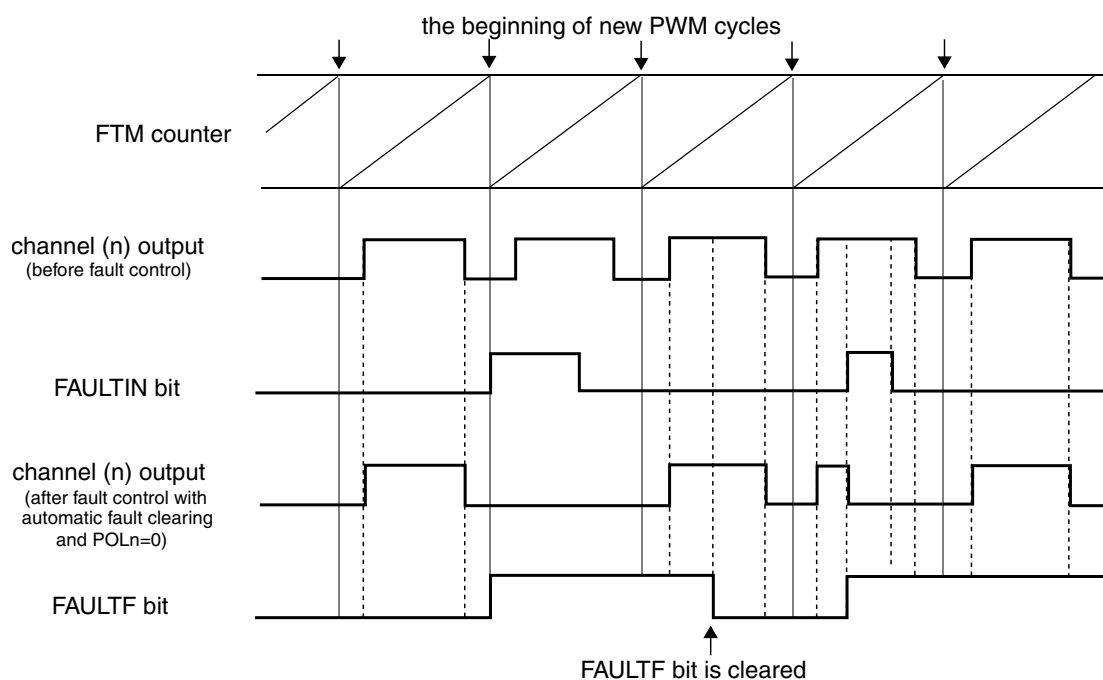 the beginning of new PWM cycles
FTM counter
channel (n) output
(before fault control)
FAULTIN bit
channel (n) output
(after fault control with
automatic fault clearing
and POLn=0)
FAULTF bit
FAULTF bit is cleared